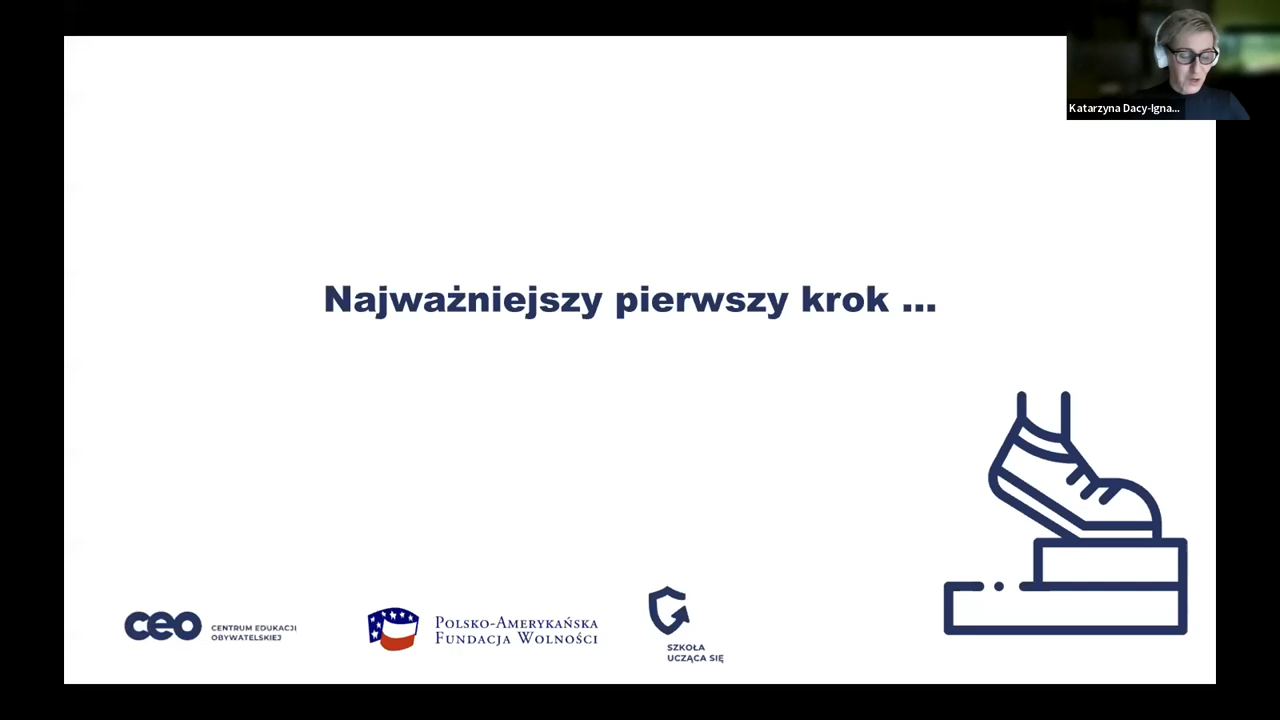 Katarzyna Dacy-Igna...
Najważniejszy pierwszy krok ...
ceo
CENTRUM EDUKACJI
OBYWATELSKIEJ
POLSKO-AMERYKAŃSKA
FUNDACJA WOLNOŚCI
SZKOŁA
UCZĄCA SIĘ